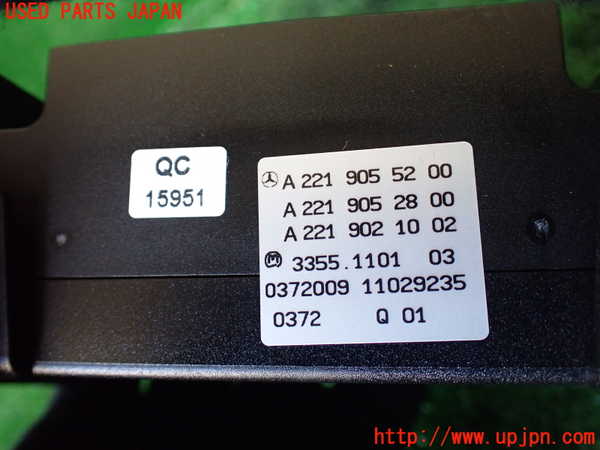 USED PARTS JAPAN
QC
15951
A 221 905 52 00
A 221 905 28 00
A 221 902 10 02
3355.1101 03
0372009 11029235
0372 Q 01
http://www.upjpn.com/